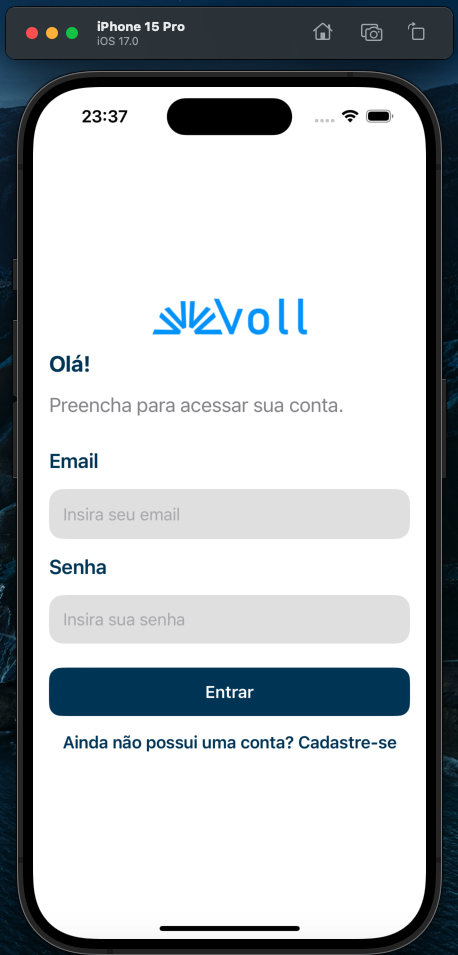 iPhone 15 Pro
iOS 17.0
23:37
Voll
Olá!
Preencha para acessar sua conta.
Email
Insira seu email
Senha
Insira sua senha
Entrar
Ainda não possui uma conta? Cadastre-se